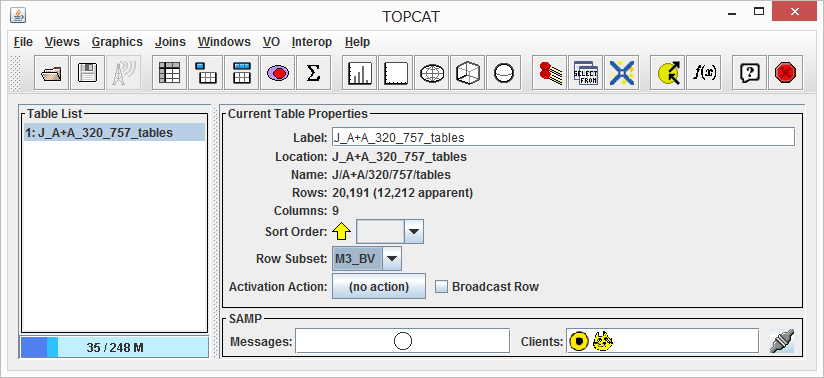 TOPCAT
File Views Graphics Joins Windows VO Interop Help
Σ SELECT FROM f(x) ?
Table List
1: J_A+A_320_757_tables
35 / 248 M
Current Table Properties
Label: J_A+A_320_757_tables
Location: J_A+A_320_757_tables
Name: J/A+A/320/757/tables
Rows: 20,191 (12,212 apparent)
Columns: 9
Sort Order:
Row Subset: M3_BV
Activation Action: (no action) Broadcast Row
SAMP
Messages: Clients: